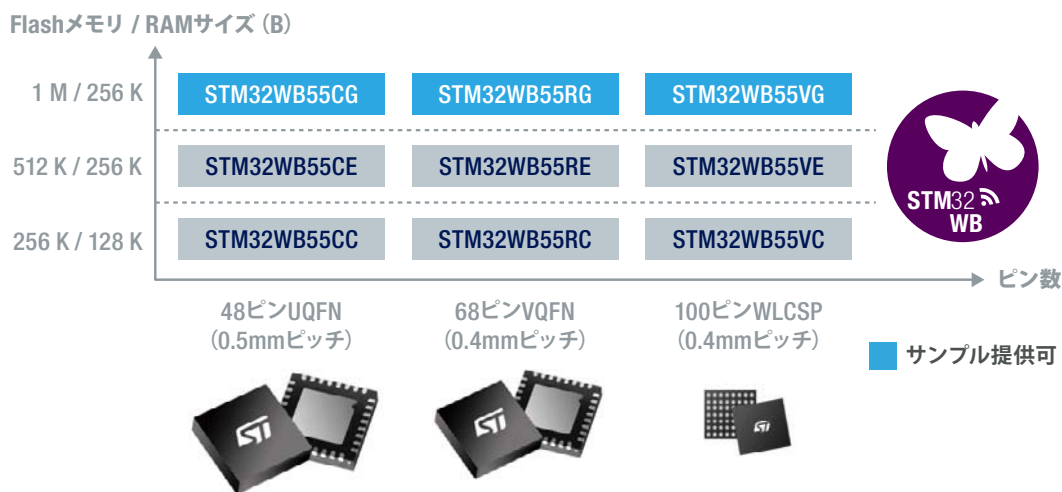 Flashメモリ / RAMサイズ (B)
1 M / 256 K
STM32WB55CG
STM32WB55RG
STM32WB55VG
512 K / 256 K
STM32WB55CE
STM32WB55RE
STM32WB55VE
256 K / 128 K
STM32WB55CC
STM32WB55RC
STM32WB55VC
STM32
WB
ピン数
48ピンUQFN
(0.5mmピッチ)
68ピンVQFN
(0.4mmピッチ)
100ピンWLCSP
(0.4mmピッチ)
サンプル提供可
ST
ST
ST